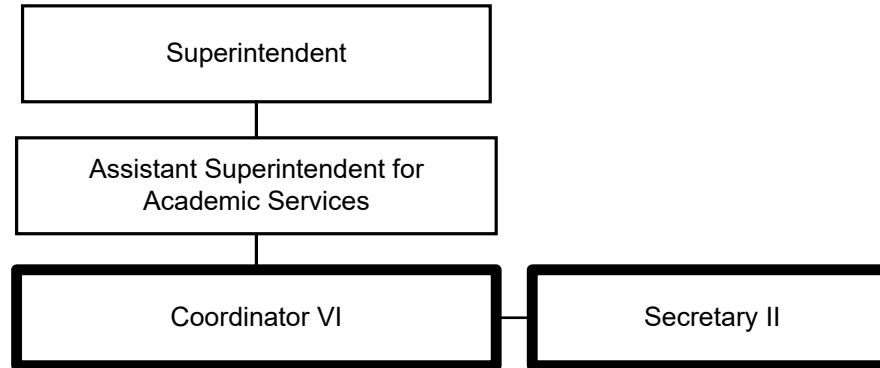 Superintendent
Assistant Superintendent for
Academic Services
Coordinator VI
Secretary II